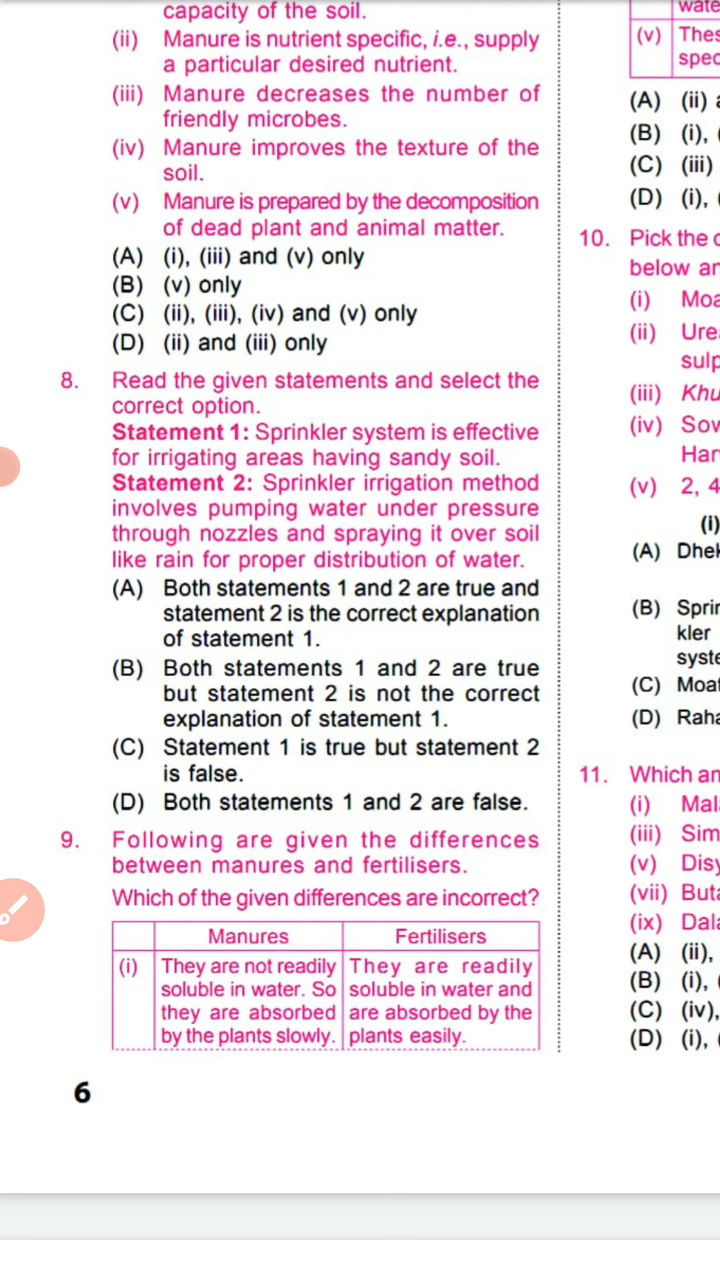 capacity of the soil.
(ii) Manure is nutrient specific, i.e., supply
a particular desired nutrient.
(iii) Manure decreases the number of
friendly microbes.
(iv) Manure improves the texture of the
soil.
(v) Manure is prepared by the decomposition
of dead plant and animal matter.
(A) (i), (iii) and (v) only
(B) (v) only
(C) (ii), (iii), (iv) and (v) only
(D) (ii) and (iii) only
8. Read the given statements and select the
correct option.
Statement 1: Sprinkler system is effective
for irrigating areas having sandy soil.
Statement 2: Sprinkler irrigation method
involves pumping water under pressure
through nozzles and spraying it over soil
like rain for proper distribution of water.
(A) Both statements 1 and 2 are true and
statement 2 is the correct explanation
of statement 1.
(B) Both statements 1 and 2 are true
but statement 2 is not the correct
explanation of statement 1.
(C) Statement 1 is true but statement 2
is false.
(D) Both statements 1 and 2 are false.
9. Following are given the differences
between manures and fertilisers.
Which of the given differences are incorrect?
Manures Fertilisers
(i) They are not readily They are readily
soluble in water. So soluble in water and
they are absorbed are absorbed by the
by the plants slowly. plants easily.
6
(v)
(A) (ii)
(B) (i),
(C) (iii)
(D) (i),
10. Pick the
below
(i)
(ii)
(iii)
(iv)
(v) 2, 4
(i)
(A)
(B)
kler
(C)
(D)
11. Which
(i)
(iii)
(v)
(vii)
(ix)
(A) (ii),
(B) (i),
(C) (iv),
(D) (i),